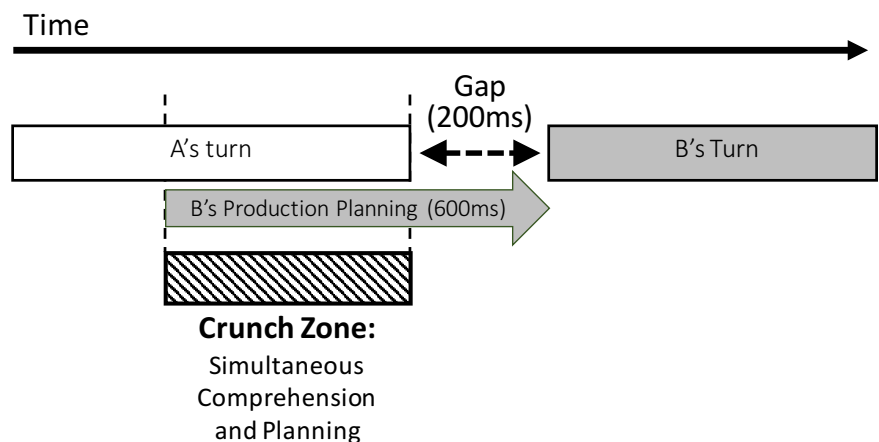 Time
Gap
(200ms)
A's turn
B's Turn
B's Production Planning (600ms)
Crunch Zone:
Simultaneous
Comprehension
and Planning